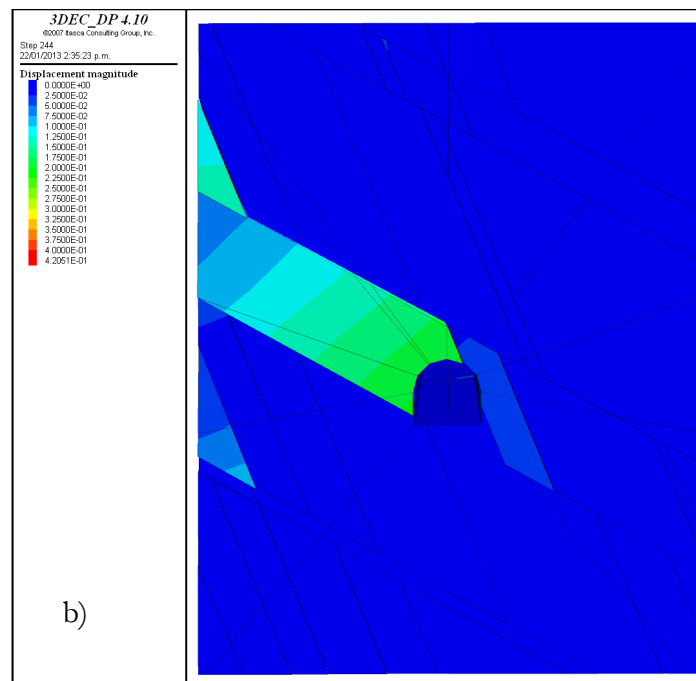 3DEC_DP 4.10
©2007 Itasca Consulting Group, Inc.
Step 244
22/01/2013 2:35:23 p.m.
Displacement magnitude
0.0000E+00
2.5000E-02
5.0000E-02
7.5000E-02
1.0000E-01
1.2500E-01
1.5000E-01
1.7500E-01
2.0000E-01
2.2500E-01
2.5000E-01
2.7500E-01
3.0000E-01
3.2500E-01
3.5000E-01
3.7500E-01
4.0000E-01
4.2051E-01
b)